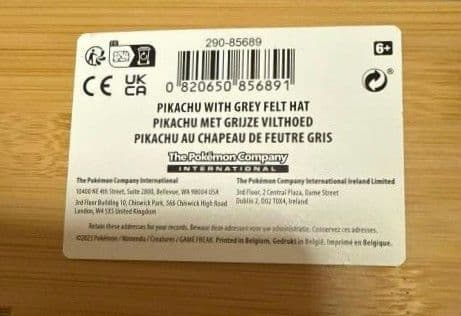 290-85689
0 820650 856891
6+
UK
CA
CE
PIKACHU WITH GREY FELT HAT
PIKACHU MET GRIJZE VILTHOED
PIKACHU AU CHAPEAU DE FEUTRE GRIS
The Pokémon Company
INTERNATIONAL
The Pokémon Company International
10400 NE 4th Street, Suite 2800, Bellevue, WA 98004 USA
3rd Floor Building 10, Chiswick Park, 566 Chiswick High Road
London, W4 5XS United Kingdom
The Pokémon Company International Ireland Limited
3rd Floor, 2 Central Plaza, Dame Street
Dublin 2, D02 T0X4, Ireland
Retain these addresses for your records. Bewaar deze adressen voor uw administratie. Conservez ces adresses.
©2023 Pokémon / Nintendo / Creatures / GAME FREAK. Printed in Belgium. Gedrukt in België. Imprimé en Belgique.